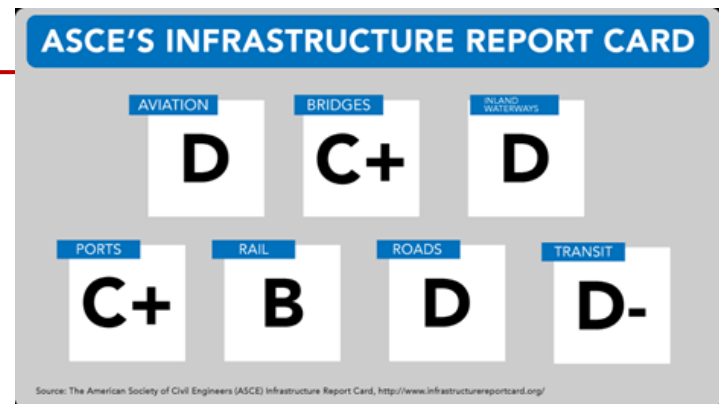 ASCE'S INFRASTRUCTURE REPORT CARD
AVIATION
D
BRIDGES
C+
INLAND
WATERWAYS
D
PORTS
C+
RAIL
B
ROADS
D
TRANSIT
D-
Source: The American Society of Civil Engineers (ASCE) Infrastructure Report Card, http://www.infrastructurereportcard.org/